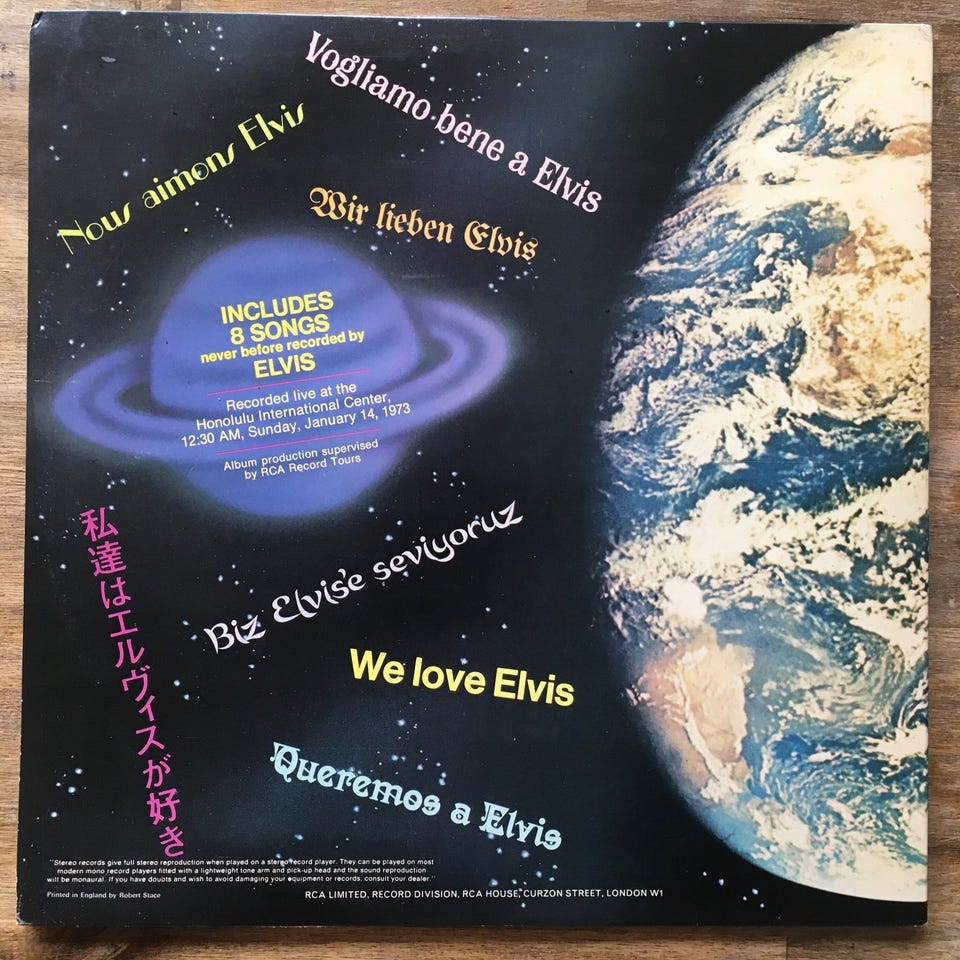 Vogliamo bene a Elvis
Nous aimons Elvis
Wir lieben Elvis
INCLUDES
8 SONGS
never before recorded by
ELVIS
Recorded live at the
Honolulu International Center,
12:30 AM, Sunday, January 14, 1973
Album production supervised
by RCA Record Tours
私達はエルヴィスが好き
Biz Elvis'e seviyoruz
We love Elvis
Queremos a Elvis
"Stereo records give full stereo reproduction when played on a stereo record player. They can be played on most
modern mono record players fitted with a lightweight tone arm and pick-up head and the sound reproduction
will be monaural. If you have doubts and wish to avoid damaging your equipment or records, consult your dealer."
Printed in England by Robert Stace
RCA LIMITED, RECORD DIVISION, RCA HOUSE, CURZON STREET, LONDON W1